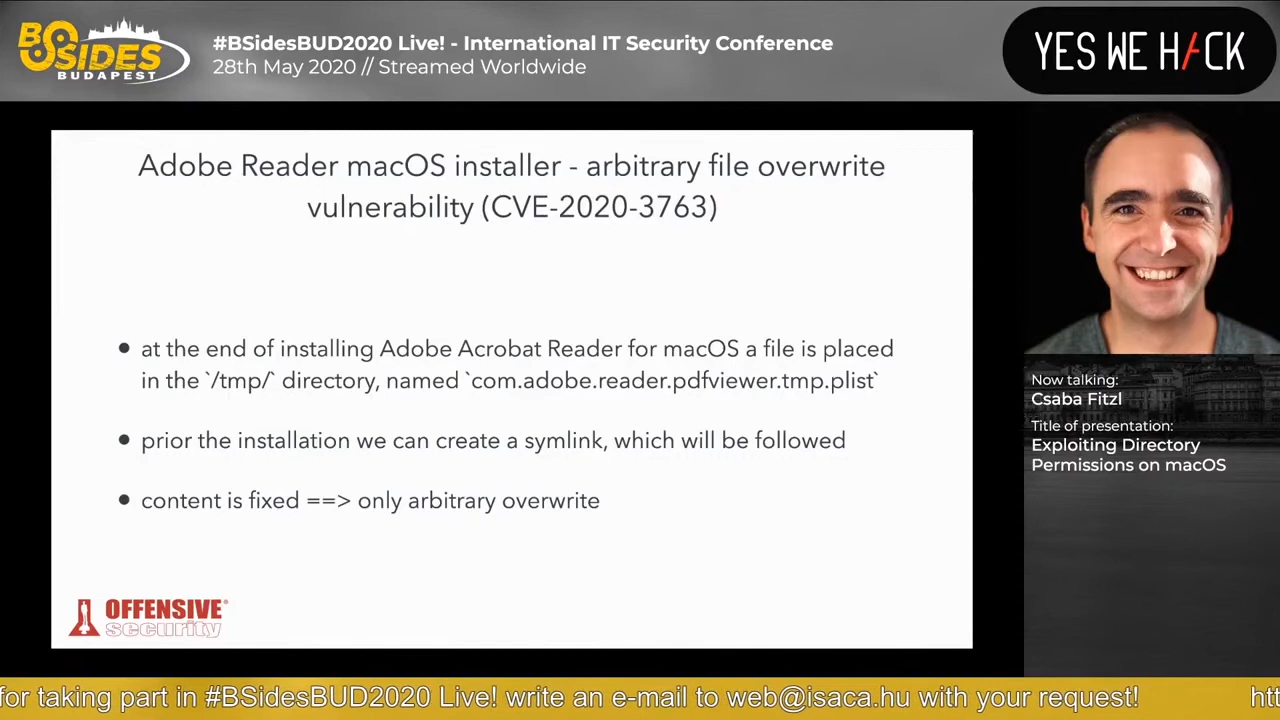 BSIDES
BUDAPEST
#BSidesBUD2020 Live! - International IT Security Conference
28th May 2020 // Streamed Worldwide
YES WE H/CK
Adobe Reader macOS installer - arbitrary file overwrite
vulnerability (CVE-2020-3763)
• at the end of installing Adobe Acrobat Reader for macOS a file is placed
in the `/tmp/` directory, named `com.adobe.reader.pdfviewer.tmp.plist`
• prior the installation we can create a symlink, which will be followed
• content is fixed ==> only arbitrary overwrite
OFFENSIVE®
security
Now talking:
Csaba Fitzl
Title of presentation:
Exploiting Directory
Permissions on macOS
for taking part in #BSidesBUD2020 Live! write an e-mail to web@isaca.hu with your request! htt